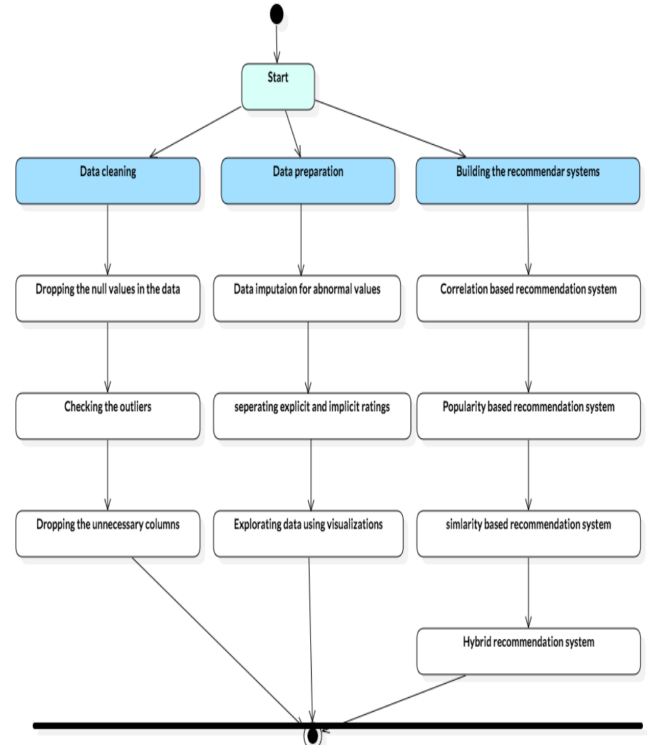 Start
Data cleaning
Data preparation
Building the recommendar systems
Dropping the null values in the data
Data imputaion for abnormal values
Correlation based recommendation system
Checking the outliers
seperating explicit and implicit ratings
Popularity based recommendation system
Dropping the unnecessary columns
Explorating data using visualizations
simlarity based recommendation system
Hybrid recommendation system